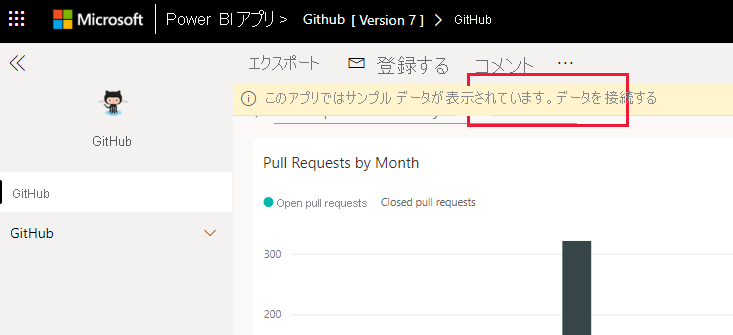 Microsoft Power BI アプリ > Github [ Version 7 ] > GitHub
エクスポート 登録する コメント ...
このアプリではサンプル データが表示されています。データを接続する
GitHub
Pull Requests by Month
GitHub
Open pull requests Closed pull requests
GitHub
300
200